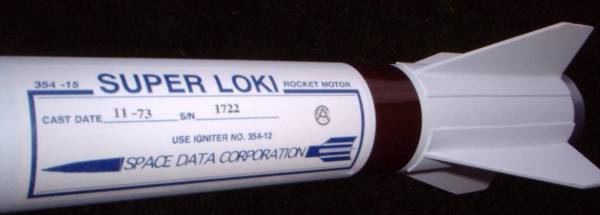 354 -15 SUPER LOKI ROCKET MOTOR
CAST DATE 11 -73 S/N 1722
USE IGNITER NO. 354-12
SPACE DATA CORPORATION